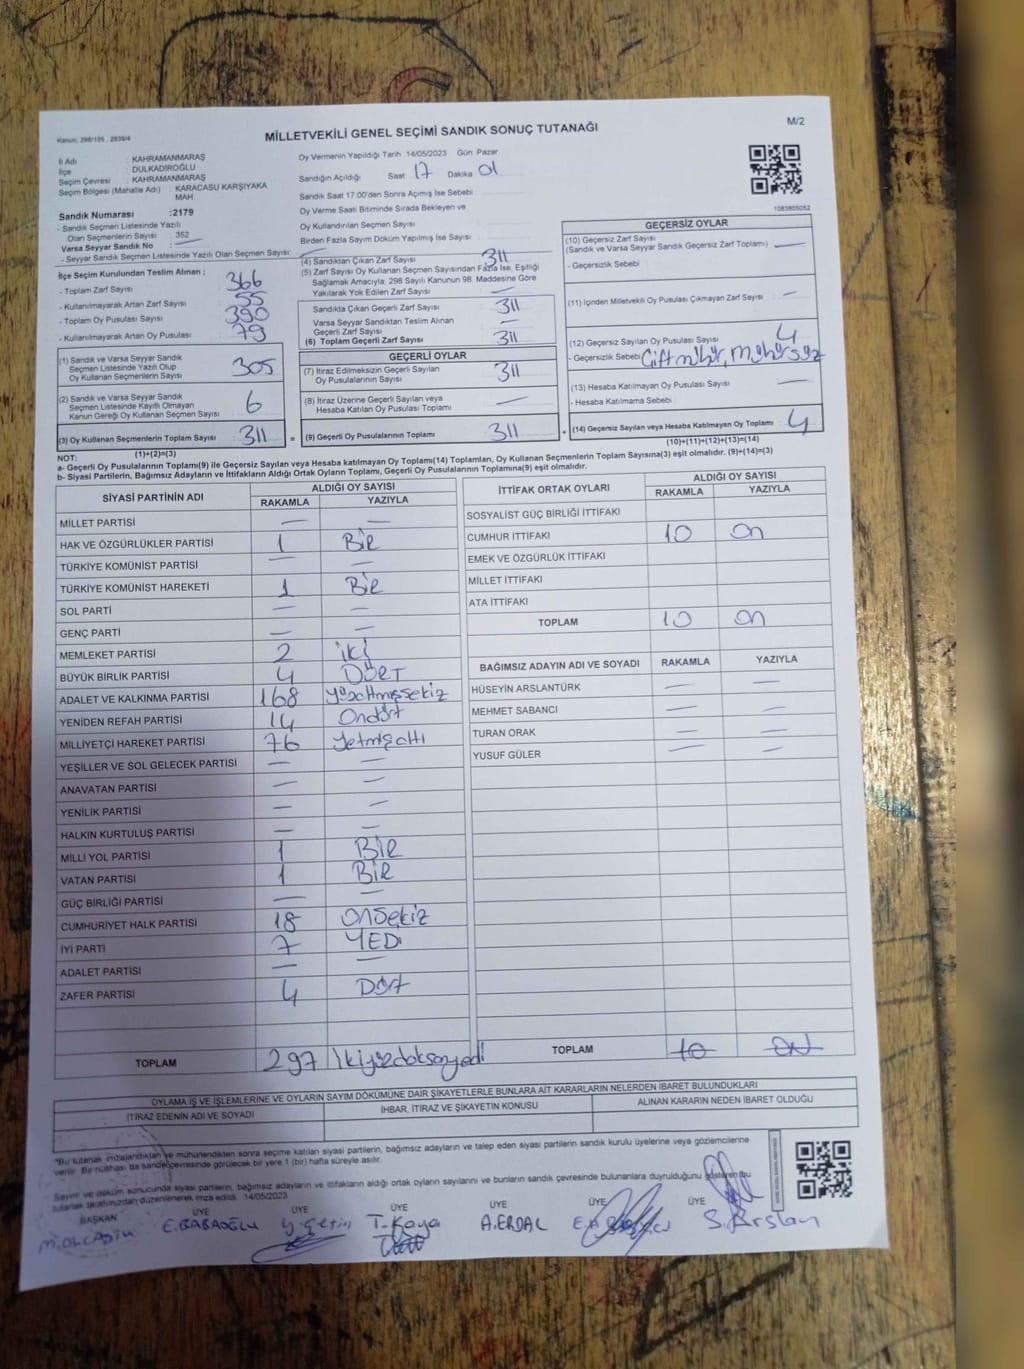 Kanun: 298/105 , 2839/4
MİLLETVEKİLİ GENEL SEÇİMİ SANDIK SONUÇ TUTANAĞI
M/2
İl Adı : KAHRAMANMARAŞ
İlçe : DULKADİROĞLU
Seçim Çevresi : KAHRAMANMARAŞ
Seçim Bölgesi (Mahalle Adı) : KARACASU KARŞIYAKA MAH.
Sandık Numarası :2179
- Sandık Seçmen Listesinde Yazılı
Olan Seçmenlerin Sayısı : 352
Varsa Seyyar Sandık No : —
- Seyyar Sandık Seçmen Listesinde Yazılı Olan Seçmen Sayısı:
Oy Vermenin Yapıldığı Tarih :14/05/2023 Gün: Pazar
Sandığın Açıldığı Saat 17 Dakika 01
Sandık Saat 17.00'den Sonra Açımış İse Sebebi
Oy Verme Saati Bitiminde Sırada Bekleyen ve
Oy Kullandırılan Seçmen Sayısı
Birden Fazla Sayım Döküm Yapılmış İse Sayısı
1083805082
İlçe Seçim Kurulundan Teslim Alınan ;
- Toplam Zarf Sayısı : 366
- Kullanılmayarak Artan Zarf Sayısı : 55
- Toplam Oy Pusulası Sayısı : 390
- Kullanılmayarak Artan Oy Pusulası : 79
(1) Sandık ve Varsa Seyyar Sandık
Seçmen Listesinde Yazılı Olup
Oy Kullanan Seçmenlerin Sayısı 305
(2) Sandık ve Varsa Seyyar Sandık
Seçmen Listesinde Kayıtlı Olmayan
Kanun Gereği Oy Kullanan Seçmen Sayısı 6
(3) Oy Kullanan Seçmenlerin Toplam Sayısı 311 =
(1)+(2)=(3)
(4) Sandıktan Çıkan Zarf Sayısı 311
(5) Zarf Sayısı Oy Kullanan Seçmen Sayısından Fazla İse, Eşitliği
Sağlamak Amacıyla, 298 Sayılı Kanunun 98. Maddesine Göre
Yakılarak Yok Edilen Zarf Sayısı —
Sandıkta Çıkan Geçerli Zarf Sayısı 311
Varsa Seyyar Sandıktan Teslim Alınan
Geçerli Zarf Sayısı —
(6) Toplam Geçerli Zarf Sayısı 311
GEÇERLİ OYLAR
(7) İtiraz Edilmeksizin Geçerli Sayılan
Oy Pusulalarının Sayısı 311
(8) İtiraz Üzerine Geçerli Sayılan veya
Hesaba Katılan Oy Pusulası Toplamı —
(9) Geçerli Oy Pusulalarının Toplamı 311 +
GEÇERSİZ OYLAR
(10) Geçersiz Zarf Sayısı
(Sandık ve Varsa Seyyar Sandık Geçersiz Zarf Toplamı) —
- Geçersizlik Sebebi
(11) İçinden Milletvekili Oy Pusulası Çıkmayan Zarf Sayısı —
(12) Geçersiz Sayılan Oy Pusulası Sayısı 4
- Geçersizlik Sebebi Çift mühür, mühürsüz
(13) Hesaba Katılmayan Oy Pusulası Sayısı —
- Hesaba Katılmama Sebebi
(14) Geçersiz Sayılan veya Hesaba Katılmayan Oy Toplamı 4
(10)+(11)+(12)+(13)=(14)
NOT:
a- Geçerli Oy Pusulalarının Toplamı(9) ile Geçersiz Sayılan veya Hesaba katılmayan Oy Toplamı(14) Toplamları, Oy Kullanan Seçmenlerin Toplam Sayısına(3) eşit olmalıdır. (9)+(14)=(3)
b- Siyasi Partilerin, Bağımsız Adayların ve İttifakların Aldığı Ortak Oyların Toplamı, Geçerli Oy Pusulalarının Toplamına(9) eşit olmalıdır.
SİYASİ PARTİNİN ADI ALDIĞI OY SAYISI
RAKAMLA YAZIYLA
MİLLET PARTİSİ — —
HAK VE ÖZGÜRLÜKLER PARTİSİ 1 Bir
TÜRKİYE KOMÜNİST PARTİSİ — —
TÜRKİYE KOMÜNİST HAREKETİ 1 Bir
SOL PARTİ — —
GENÇ PARTİ — —
MEMLEKET PARTİSİ 2 iki
BÜYÜK BİRLİK PARTİSİ 4 DÖRT
ADALET VE KALKINMA PARTİSİ 168 yüzaltmışsekiz
YENİDEN REFAH PARTİSİ 14 Ondört
MİLLİYETÇİ HAREKET PARTİSİ 76 yetmişaltı
YEŞİLLER VE SOL GELECEK PARTİSİ — —
ANAVATAN PARTİSİ — —
YENİLİK PARTİSİ — —
HALKIN KURTULUŞ PARTİSİ — —
MİLLİ YOL PARTİSİ 1 BİR
VATAN PARTİSİ 1 BİR
GÜÇ BİRLİĞİ PARTİSİ — —
CUMHURİYET HALK PARTİSİ 18 onsekiz
İYİ PARTİ 7 YEDİ
ADALET PARTİSİ — —
ZAFER PARTİSİ 4 Dört
TOPLAM 297 İkiyüzdoksanyedi
İTTİFAK ORTAK OYLARI ALDIĞI OY SAYISI
RAKAMLA YAZIYLA
SOSYALİST GÜÇ BİRLİĞİ İTTİFAKI
CUMHUR İTTİFAKI 10 on
EMEK VE ÖZGÜRLÜK İTTİFAKI
MİLLET İTTİFAKI
ATA İTTİFAKI
TOPLAM 10 on
BAĞIMSIZ ADAYIN ADI VE SOYADI RAKAMLA YAZIYLA
HÜSEYİN ARSLANTÜRK — —
MEHMET SABANCI — —
TURAN ORAK — —
YUSUF GÜLER — —
TOPLAM 10 ON
OYLAMA İŞ VE İŞLEMLERİNE VE OYLARIN SAYIM DÖKÜMÜNE DAİR ŞİKAYETLERLE BUNLARA AİT KARARLARIN NELERDEN İBARET BULUNDUKLARI
İTİRAZ EDENİN ADI VE SOYADI İHBAR, İTİRAZ VE ŞİKAYETİN KONUSU ALINAN KARARIN NEDEN İBARET OLDUĞU
*Bu tutanak imzalandıktan ve mühürlendikten sonra seçime katılan siyasi partilerin, bağımsız adayların ve talep eden siyasi partilerin sandık kurulu üyelerine veya gözlemcilerine
verilir. Bir nüshası da sandık çevresinde görülecek bir yere 1 (bir) hafta süreyle asılır.
Sayım ve döküm sonucunda siyasi partilerin, bağımsız adayların ve ittifakların aldığı ortak oyların sayılarını ve bunların sandık çevresinde bulunanlara duyrulduğunu gösteren bu
tutanak tarafımızdan düzenlenerek imza edildi. 14/05/2023
BAŞKAN ÜYE ÜYE ÜYE ÜYE ÜYE ÜYE
E.BABAOĞLU Y.Çetin T.Kaya A.ERDAL S.Arslan